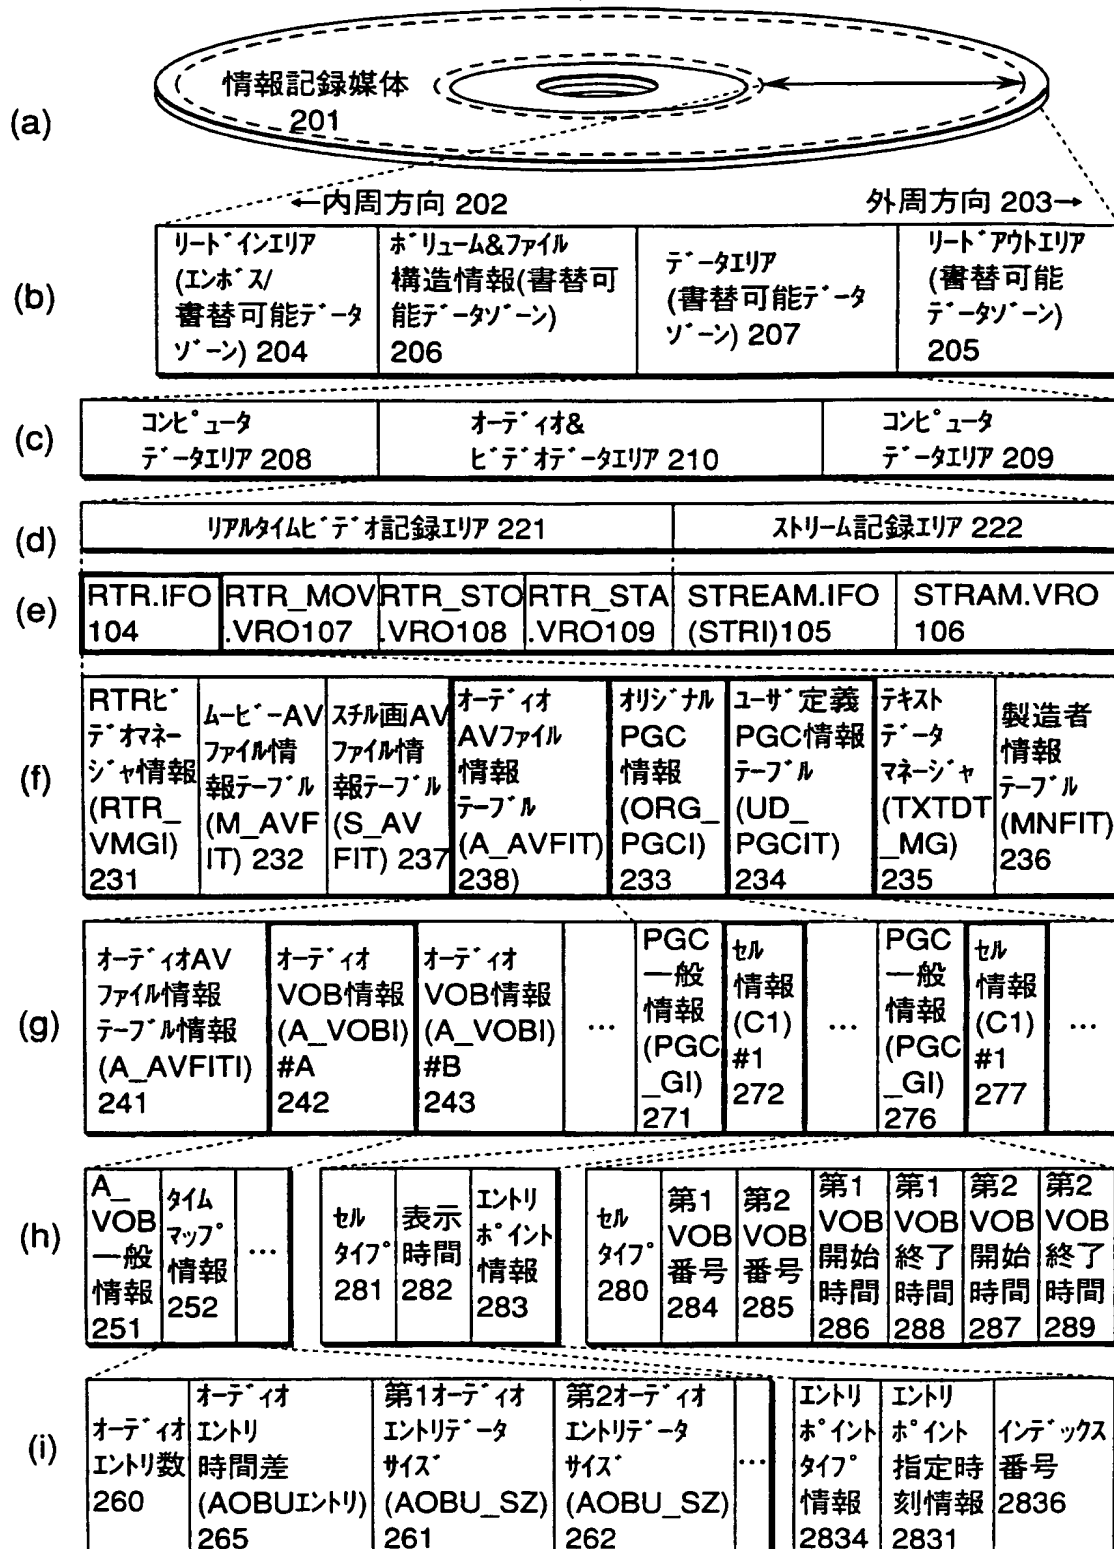 (a)
情報記録媒体
201
←内周方向 202
外周方向 203→
(b)
リードインエリア
(エンボス/
書替可能データ
ゾーン) 204
ボリューム&ファイル
構造情報(書替可
能データゾーン)
206
データエリア
(書替可能データ
ゾーン) 207
リードアウトエリア
(書替可能
データゾーン)
205
(c)
コンピュータ
データエリア 208
オーディオ&
ビデオデータエリア 210
コンピュータ
データエリア 209
(d)
リアルタイムビデオ記録エリア 221
ストリーム記録エリア 222
(e)
RTR.IFO
104
RTR_MOV
.VRO107
RTR_STO
.VRO108
RTR_STA
.VRO109
STREAM.IFO
(STRI)105
STRAM.VRO
106
(f)
RTRビ
デオマネー
ジャ情報
(RTR_
VMGI)
231
ムービーAV
ファイル情
報テーブル
(M_AVF
IT) 232
スチル画AV
ファイル情
報テーブル
(S_AV
FIT) 237
オーディオ
AVファイル
情報
テーブル
(A_AVFIT)
238)
オリジナル
PGC
情報
(ORG_
PGCI)
233
ユーザ定義
PGC情報
テーブル
(UD_
PGCIT)
234
テキスト
データ
マネージャ
(TXTDT
_MG)
235
製造者
情報
テーブル
(MNFIT)
236
(g)
オーディオAV
ファイル情報
テーブル情報
(A_AVFITI)
241
オーディオ
VOB情報
(A_VOBI)
#A
242
オーディオ
VOB情報
(A_VOBI)
#B
243
…
PGC
一般
情報
(PGC
_GI)
271
セル
情報
(C1)
#1
272
…
PGC
一般
情報
(PGC
_GI)
276
セル
情報
(C1)
#1
277
…
(h)
A_
VOB
一般
情報
251
タイム
マップ
情報
252
…
セル
タイプ
281
表示
時間
282
エントリ
ポイント
情報
283
セル
タイプ
280
第1
VOB
番号
284
第2
VOB
番号
285
第1
VOB
開始
時間
286
第1
VOB
終了
時間
288
第2
VOB
開始
時間
287
第2
VOB
終了
時間
289
(i)
オーディオ
エントリ数
260
オーディオ
エントリ
時間差
(AOBUエントリ)
265
第1オーディオ
エントリデータ
サイズ
(AOBU_SZ)
261
第2オーディオ
エントリデータ
サイズ
(AOBU_SZ)
262
…
エントリ
ポイント
タイプ
情報
2834
エントリ
ポイント
指定時
刻情報
2831
インデックス
番号
2836